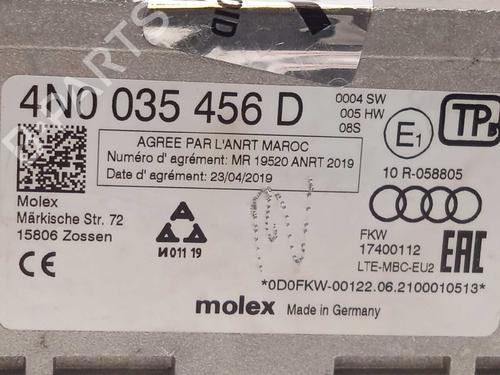 4N0 035 456 D
0004 SW
005 HW
08S
E1
TP
10 R-058805
AGREE PAR L'ANRT MAROC
Numéro d'agrément: MR 19520 ANRT 2019
Date d'agrément: 23/04/2019
Molex
Märkische Str. 72
15806 Zossen
CE
И 011 19
FKW
17400112
LTE-MBC-EU2
EAC
*0D0FKW-00122.06.2100010513*
molex Made in Germany